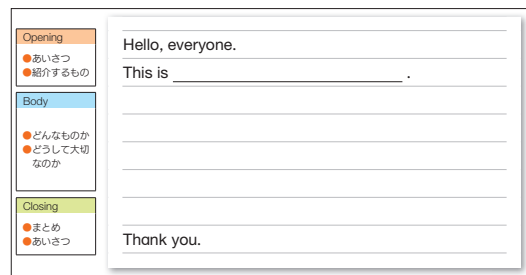 Opening
●あいさつ
●紹介するもの
Body
●どんなものか
●どうして大切
なのか
Closing
●まとめ
●あいさつ
Hello, everyone.
This is ______________________________ .
Thank you.